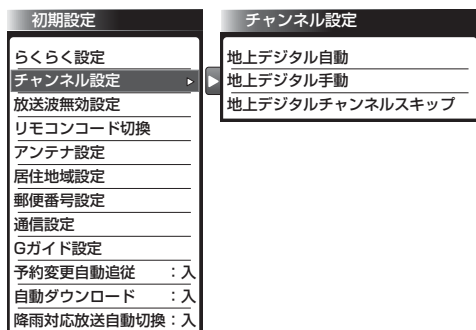 初期設定
らくらく設定
チャンネル設定
放送波無効設定
リモコンコード切換
アンテナ設定
居住地域設定
郵便番号設定
通信設定
Gガイド設定
予約変更自動追従 :入
自動ダウンロード :入
降雨対応放送自動切換:入
チャンネル設定
地上デジタル自動
地上デジタル手動
地上デジタルチャンネルスキップ